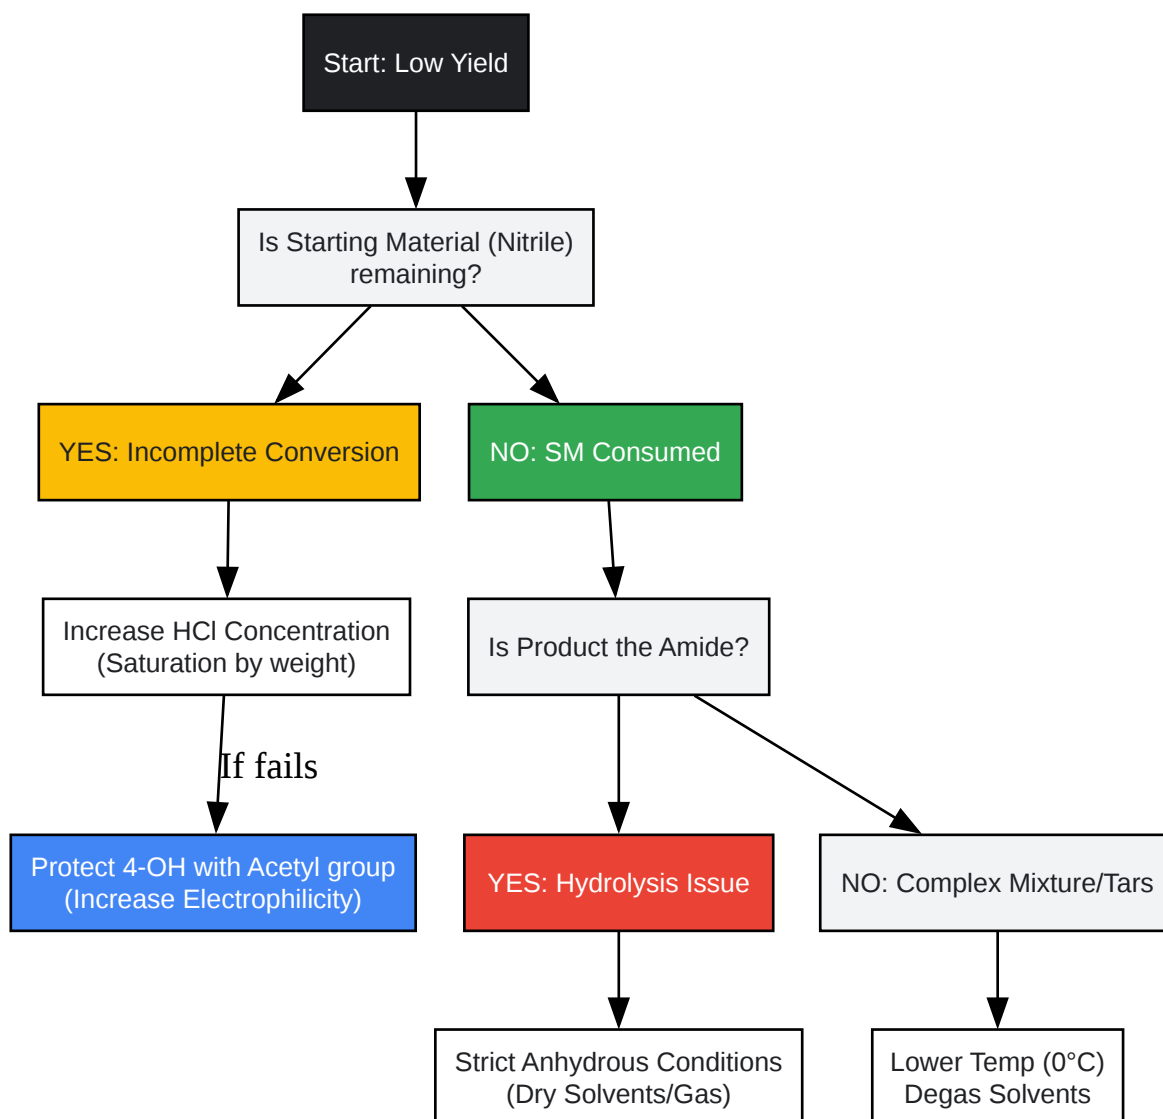 Start: Low Yield
Is Starting Material (Nitrile)
remaining?
YES: Incomplete Conversion
NO: SM Consumed
Increase HCl Concentration
(Saturation by weight)
Is Product the Amide?
If fails
Protect 4-OH with Acetyl group
(Increase Electrophilicity)
YES: Hydrolysis Issue
NO: Complex Mixture/Tars
Strict Anhydrous Conditions
(Dry Solvents/Gas)
Lower Temp (0°C)
Degas Solvents